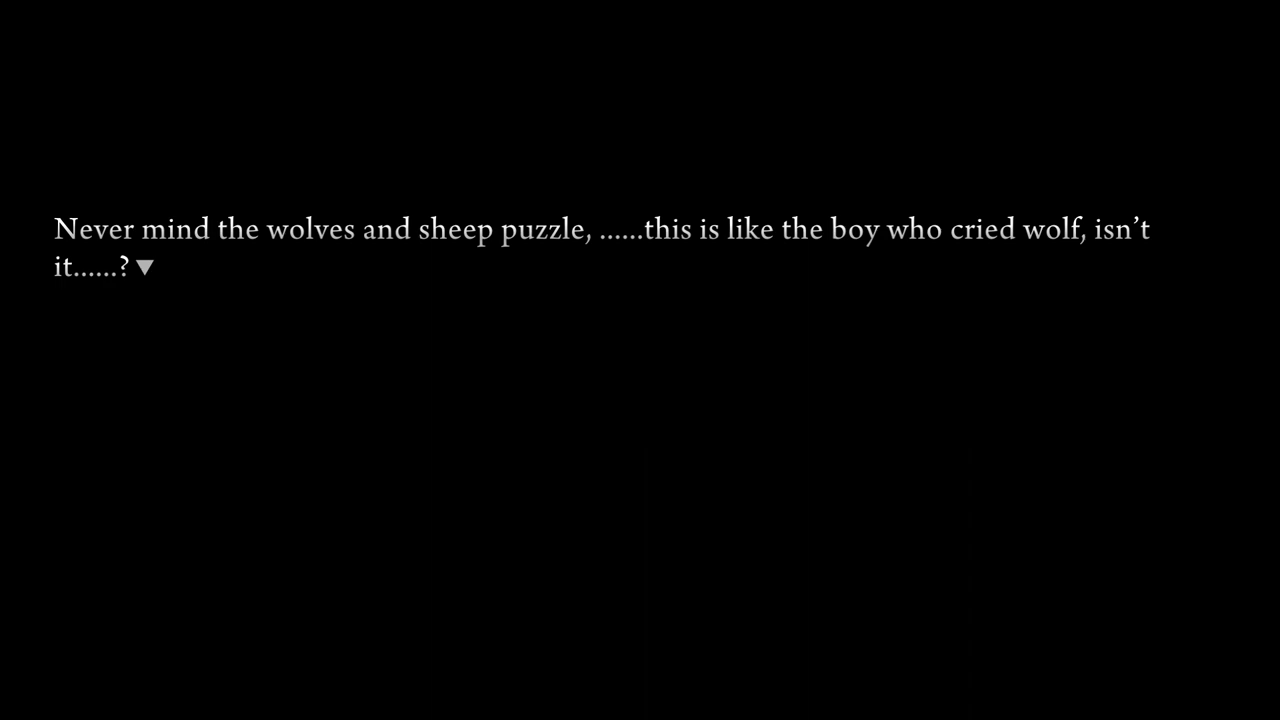 Never mind the wolves and sheep puzzle, ......this is like the boy who cried wolf, isn’t
it......?